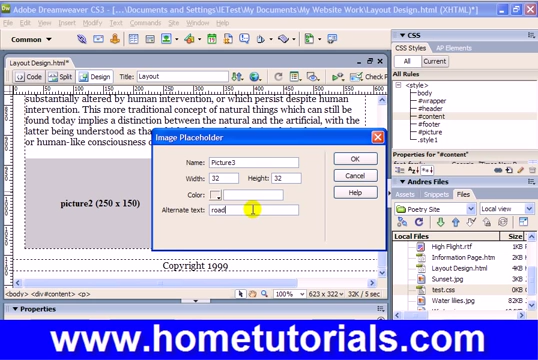 Adobe Dreamweaver CS3 - [C:\Documents and Settings\IETest\My Documents\My Website Work\Layout Design.html (XHTML)*]
File Edit View Insert Modify Text Commands Site Window Help
Common
Layout Design.html*
Code Split Design Title: Layout Check P
substantially altered by human intervention, or which persist despite human
intervention. This more traditional concept of natural things which can still be
found today implies a distinction between the natural and the artificial, with the
latter being understood as tha
or human-like consciousness o
picture2 (250 x 150)
Copyright 1999
Image Placeholder
Name: Picture3
OK
Width: 32 Height: 32
Cancel
Color:
Help
Alternate text: road
<body> <div#content> <p>
100%
623 x 322 32K / 5 sec
Properties
CSS
CSS Styles AP Elements
All Current
All Rules
<style>
body
#wrapper
#header
#content
#footer
#picture
.style1
Properties for "#content"
Andres Files
Assets Snippets Files
Poetry Site Local view
Local Files Size
High Flight.rtf 1KB
Information Page.htm 2KB
Layout Design.html
Sunset.jpg
test.css
Water lilies.jpg
www.hometutorials.com